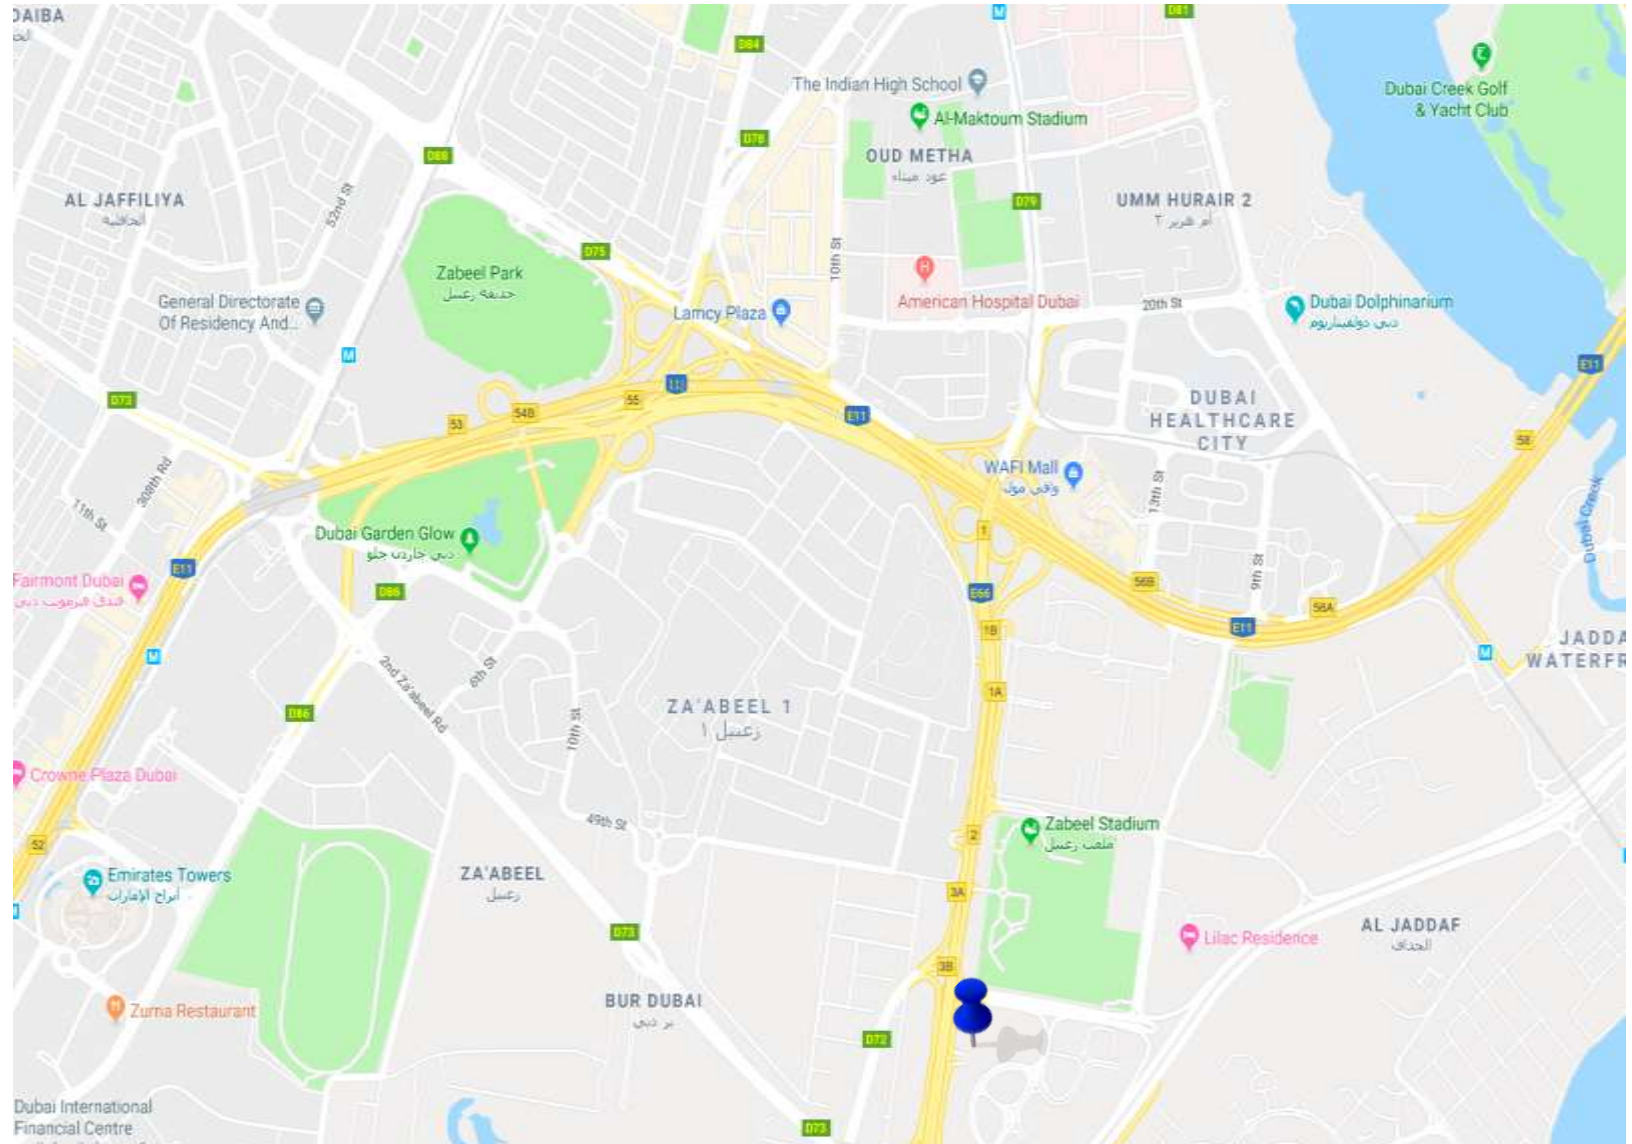 DAIBA
M
D81
D84
The Indian High School
Al-Maktoum Stadium
Dubai Creek Golf
& Yacht Club
D78
D88
OUD METHA
عود ميثاء
AL JAFFILIYA
الجافلية
52nd St
D79
UMM HURAIR 2
أم هرير ٢
D75
10th St
Zabeel Park
حديقة زعبيل
General Directorate
Of Residency And...
Lamcy Plaza
American Hospital Dubai
20th St
Dubai Dolphinarium
دبي دولفيناريوم
M
E11
D73
53
54B
55
E11
DUBAI
HEALTHCARE
CITY
58
308th Rd
11th St
WAFI Mall
وافي مول
13th St
Dubai Creek
Dubai Garden Glow
دبي جاردن جلو
1
E11
Fairmont Dubai
فندق فيرمونت دبي
D86
E66
56B
9th St
56A
1B
E11
JADDA
WATERFR
M
M
2nd Za'abeel Rd
6th St
1A
D86
10th St
ZA'ABEEL 1
زعبيل ١
Crowne Plaza Dubai
49th St
2
Zabeel Stadium
ملعب زعبيل
52
Emirates Towers
أبراج الإمارات
ZA'ABEEL
زعبيل
3A
D73
Lilac Residence
AL JADDAF
الجداف
3B
Zuma Restaurant
BUR DUBAI
بر دبي
D72
Dubai International
Financial Centre
D73